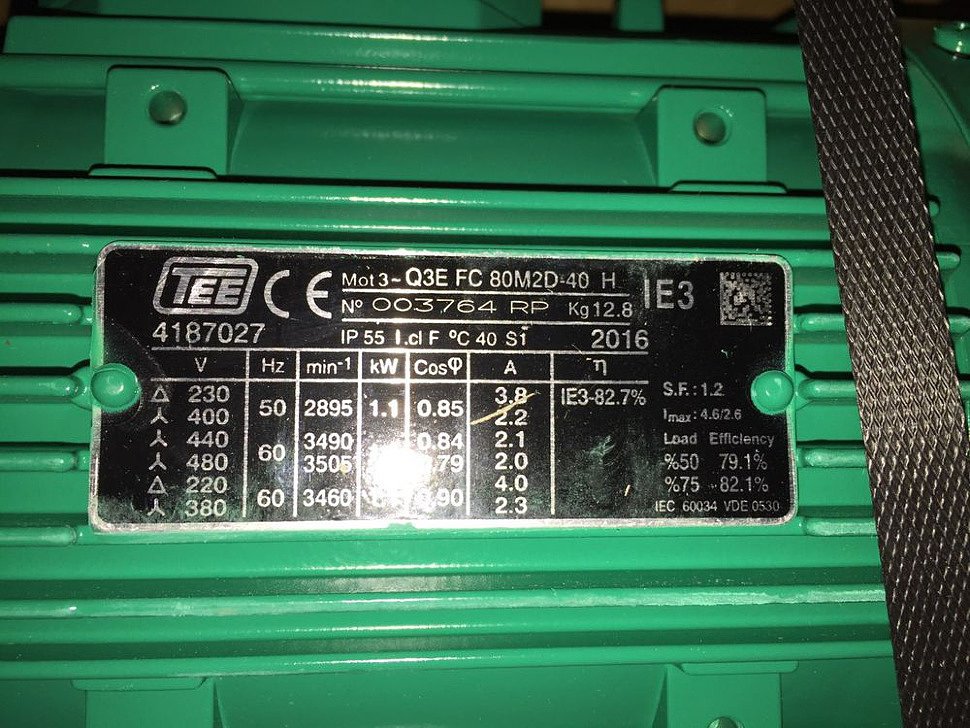 TEE CE Mot 3~ Q3E FC 80M2D-40 H IE3
Nº 003764 RP Kg 12.8
4187027 IP 55 I.cl F ºC 40 S1 2016
V Hz min⁻¹ kW Cosφ A η
△ 230 50 2895 1.1 0.85 3.8 IE3-82.7% S.F.: 1.2
⅄ 400 2.2 Imax: 4.6/2.6
⅄ 440 60 3490 0.84 2.1 Load Efficiency
⅄ 480 3505 2.0 %50 79.1%
△ 220 60 3460 4.0 %75 82.1%
⅄ 380 2.3 IEC 60034 VDE 0530